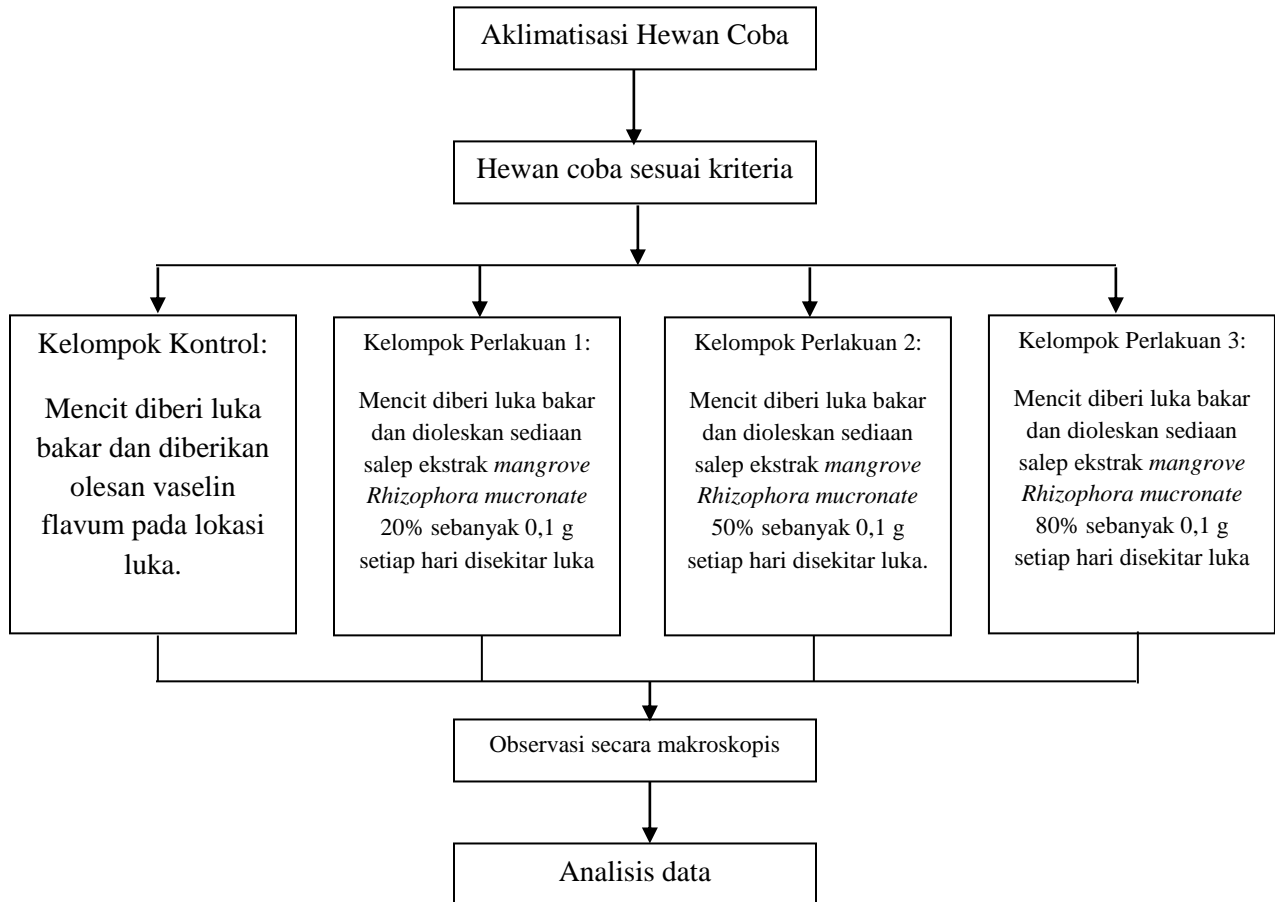 Aklimatisasi Hewan Coba
Hewan coba sesuai kriteria
Kelompok Kontrol:
Mencit diberi luka
bakar dan diberikan
olesan vaselin
flavum pada lokasi
luka.
Kelompok Perlakuan 1:
Mencit diberi luka bakar
dan dioleskan sediaan
salep ekstrak mangrove
Rhizophora mucronate
20% sebanyak 0,1 g
setiap hari disekitar luka
Kelompok Perlakuan 2:
Mencit diberi luka bakar
dan dioleskan sediaan
salep ekstrak mangrove
Rhizophora mucronate
50% sebanyak 0,1 g
setiap hari disekitar luka.
Kelompok Perlakuan 3:
Mencit diberi luka bakar
dan dioleskan sediaan
salep ekstrak mangrove
Rhizophora mucronate
80% sebanyak 0,1 g
setiap hari disekitar luka
Observasi secara makroskopis
Analisis data